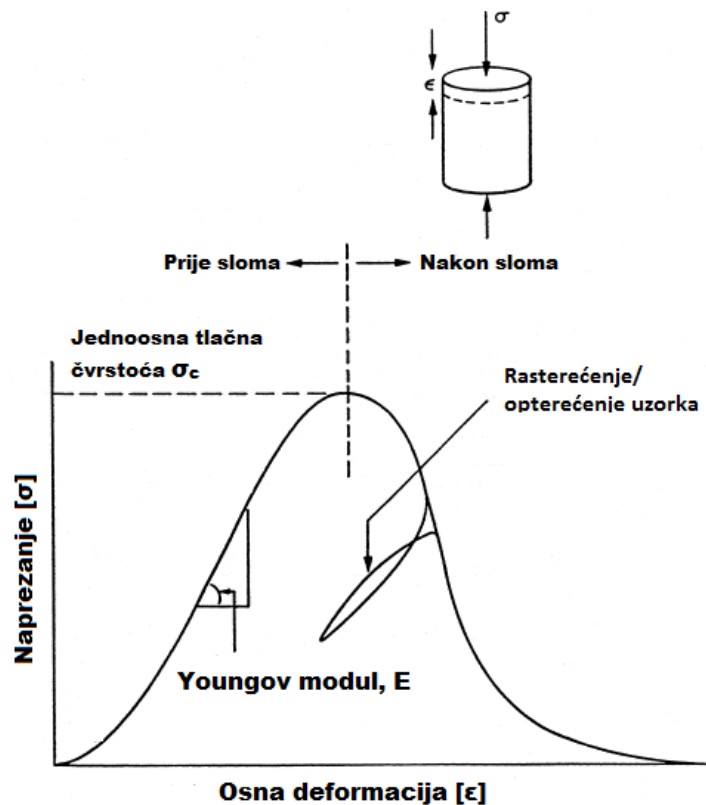 σ
ϵ
Prije sloma
Nakon sloma
Jednoosna tlačna
čvrstoća σc
Rasterećenje/
opterećenje uzorka
Naprezanje [σ]
Youngov modul, E
Osna deformacija [ε]